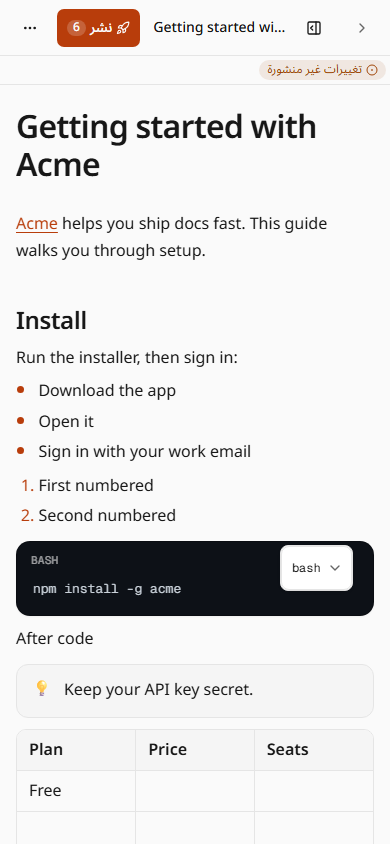 نشر 6
Getting started wi...
تغييرات غير منشورة
Getting started with
Acme
Acme helps you ship docs fast. This guide
walks you through setup.
Install
Run the installer, then sign in:
Download the app
Open it
Sign in with your work email
1. First numbered
2. Second numbered
BASH
bash
npm install -g acme
After code
Keep your API key secret.
Plan Price Seats
Free